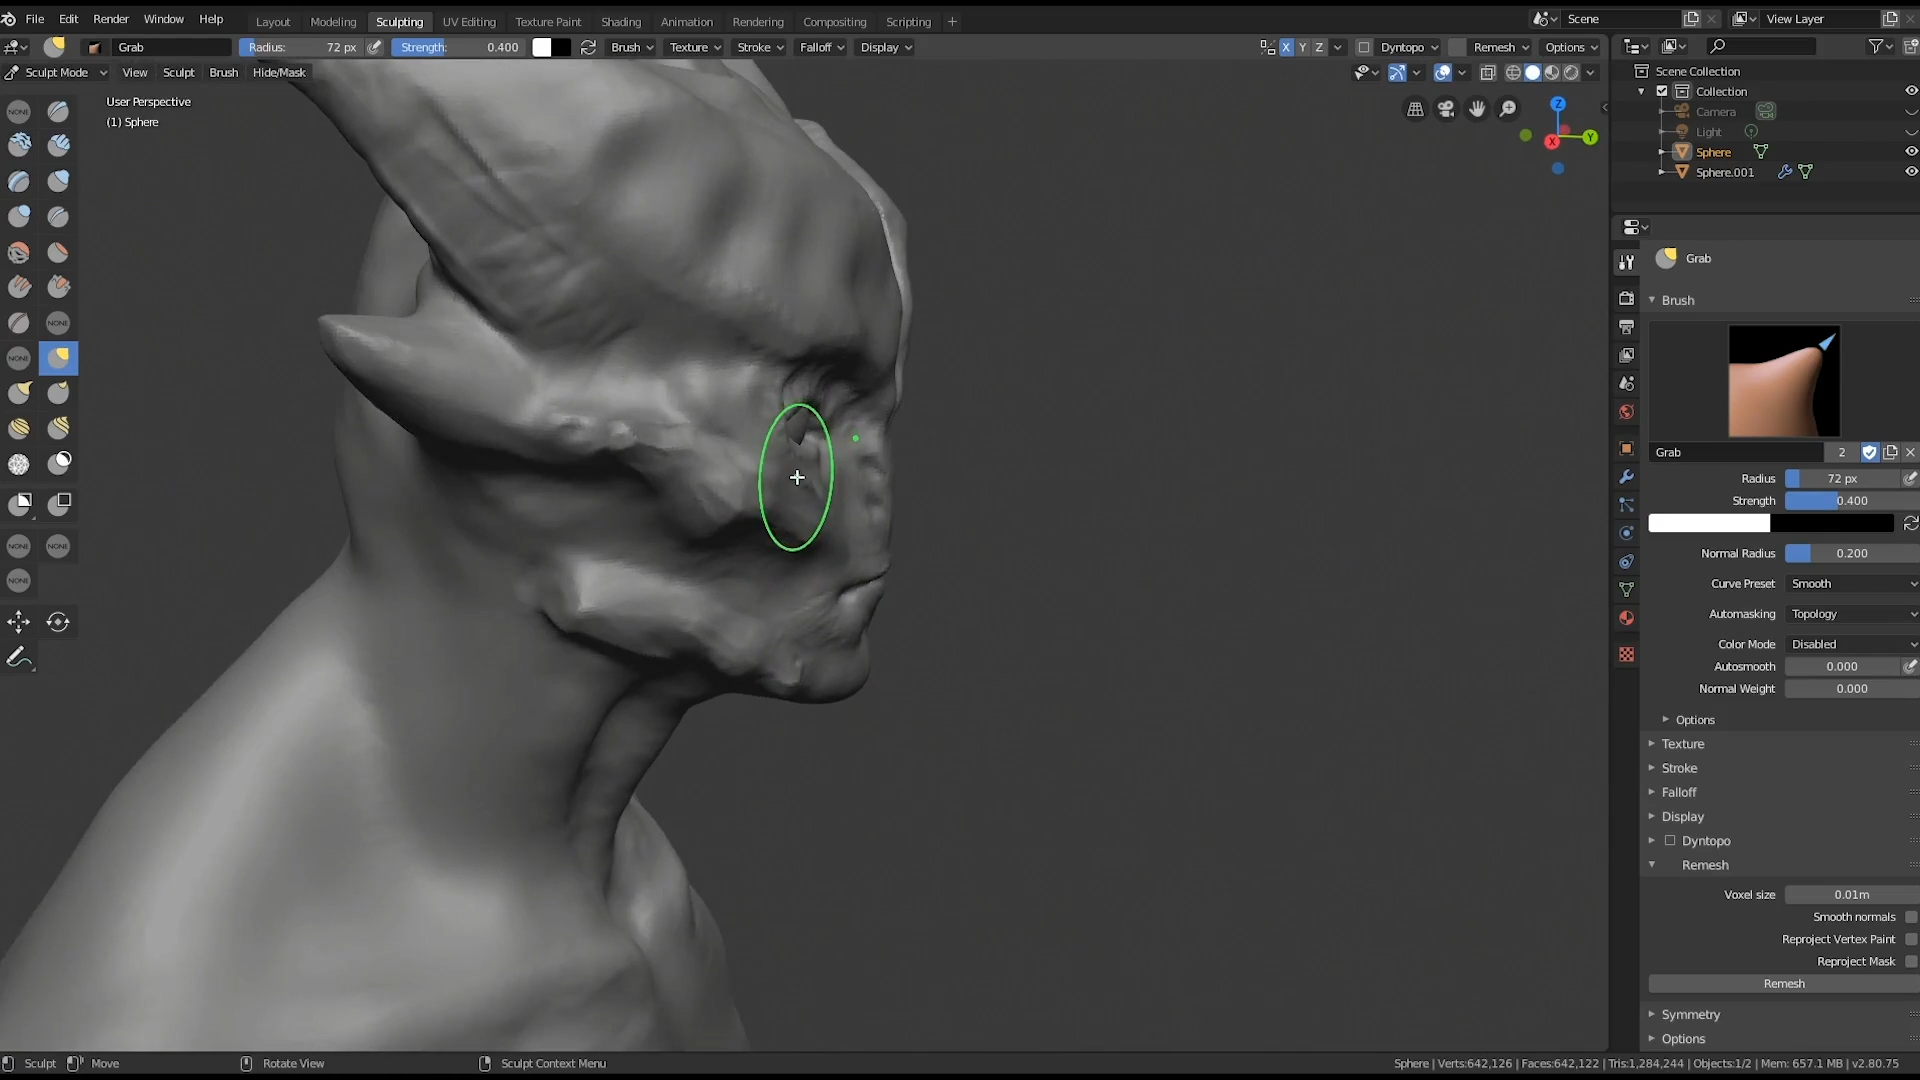 File Edit Render Window Help Layout Modeling Sculpting UV Editing Texture Paint Shading Animation Rendering Compositing Scripting + Scene View Layer
Grab Radius: 72 px Strength: 0.400 Brush Texture Stroke Falloff Display X Y Z Dyntopo Remesh Options
Sculpt Mode View Sculpt Brush Hide/Mask
Scene Collection
Collection
Camera
Light
Sphere
Sphere.001
User Perspective
(1) Sphere
Z
Y
X
NONE
NONE
NONE
NONE NONE
NONE
Grab
Brush
Grab 2
Radius 72 px
Strength 0.400
Normal Radius 0.200
Curve Preset Smooth
Automasking Topology
Color Mode Disabled
Autosmooth 0.000
Normal Weight 0.000
Options
Texture
Stroke
Falloff
Display
Dyntopo
Remesh
Voxel size 0.01m
Smooth normals
Reproject Vertex Paint
Reproject Mask
Remesh
Symmetry
Options
Sculpt Move Rotate View Sculpt Context Menu Sphere | Verts:642,126 | Faces:642,122 | Tris:1,284,244 | Objects:1/2 | Mem: 657.1 MB | v2.80.75